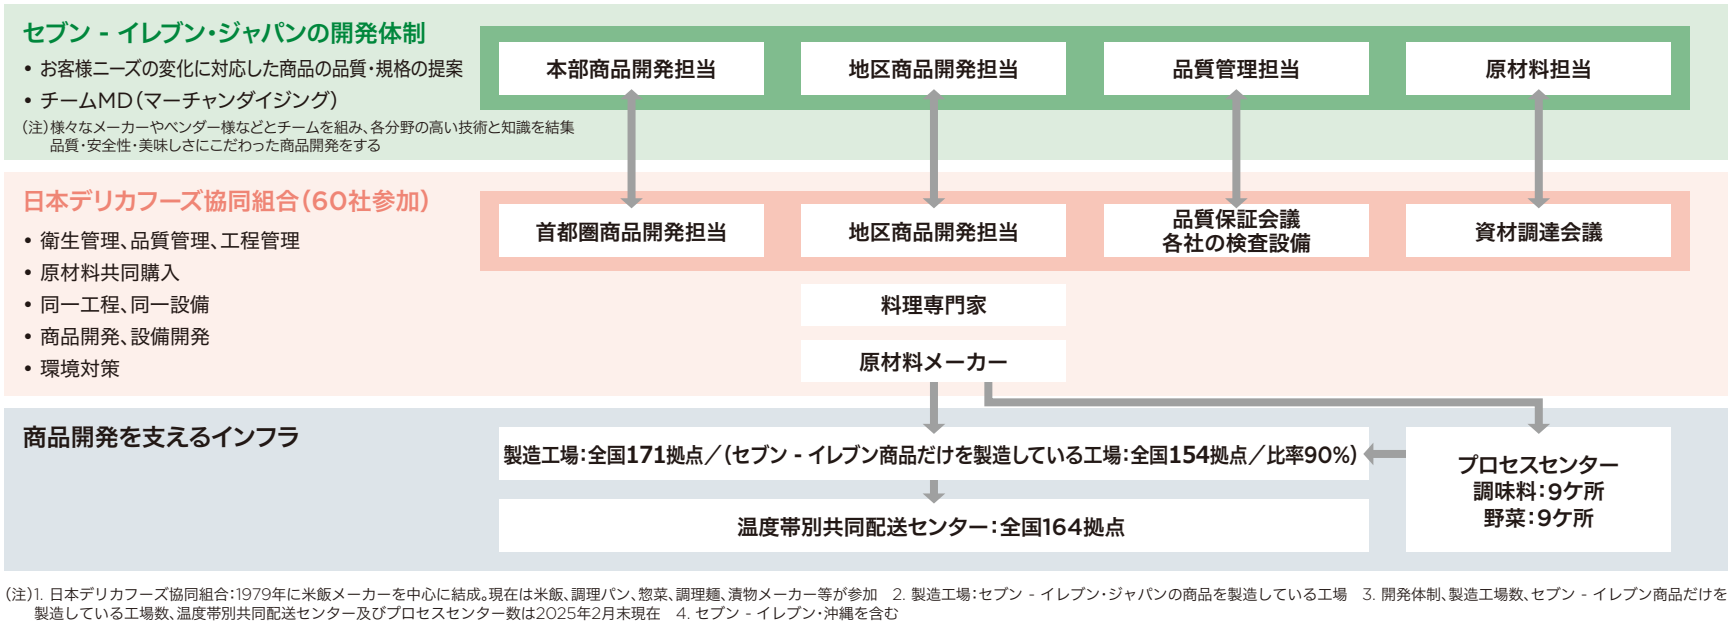 セブン - イレブン・ジャパンの開発体制
• お客様ニーズの変化に対応した商品の品質・規格の提案
• チームMD（マーチャンダイジング）
（注）様々なメーカーやベンダー様などとチームを組み、各分野の高い技術と知識を結集
品質・安全性・美味しさにこだわった商品開発をする
本部商品開発担当
地区商品開発担当
品質管理担当
原材料担当
日本デリカフーズ協同組合（60社参加）
• 衛生管理、品質管理、工程管理
• 原材料共同購入
• 同一工程、同一設備
• 商品開発、設備開発
• 環境対策
首都圏商品開発担当
地区商品開発担当
品質保証会議
各社の検査設備
資材調達会議
料理専門家
原材料メーカー
商品開発を支えるインフラ
製造工場：全国171拠点／（セブン - イレブン商品だけを製造している工場：全国154拠点／比率90%）
温度帯別共同配送センター：全国164拠点
プロセスセンター
調味料：9ケ所
野菜：9ケ所
（注）1. 日本デリカフーズ協同組合：1979年に米飯メーカーを中心に結成。現在は米飯、調理パン、惣菜、調理麺、漬物メーカー等が参加　2. 製造工場：セブン - イレブン・ジャパンの商品を製造している工場　3. 開発体制、製造工場数、セブン - イレブン商品だけを
製造している工場数、温度帯別共同配送センター及びプロセスセンター数は2025年2月末現在　4. セブン - イレブン・沖縄を含む